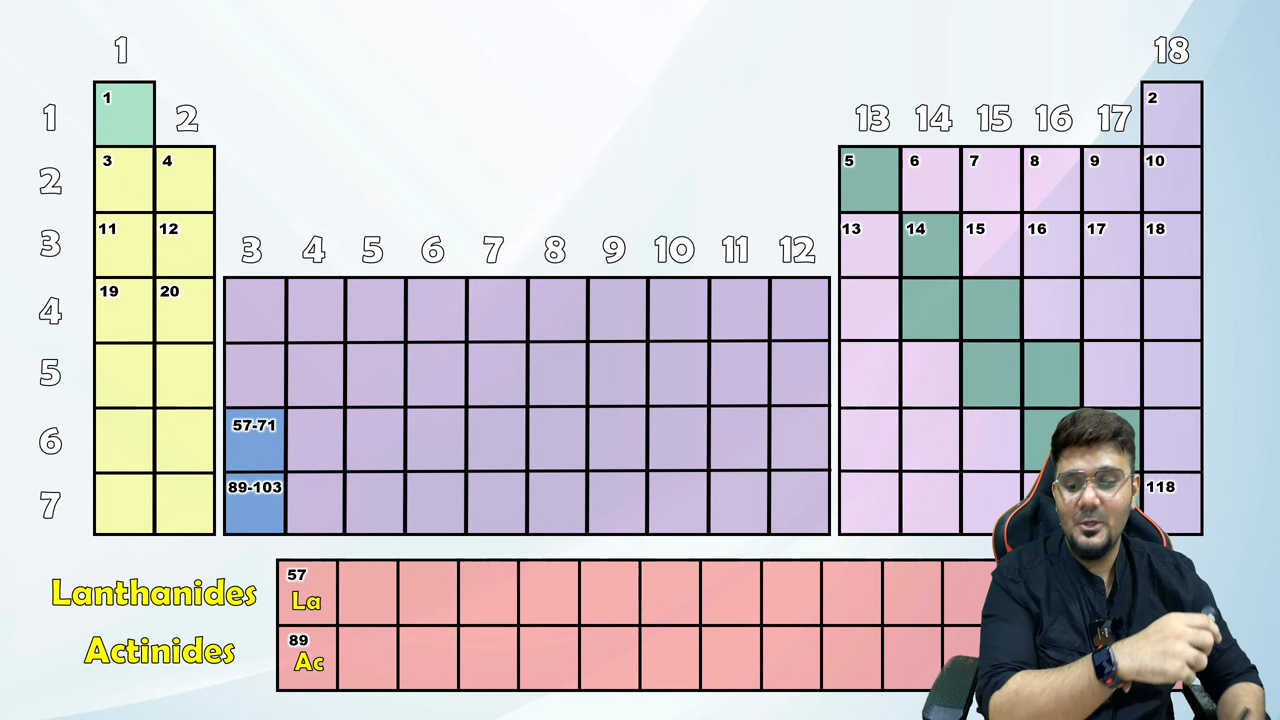 1 18
1 1 2 13 14 15 16 17 2
2 3 4 5 6 7 8 9 10
3 11 12 3 4 5 6 7 8 9 10 11 12 13 14 15 16 17 18
4 19 20
5
6 57-71
7 89-103 118
Lanthanides 57 La
Actinides 89 Ac